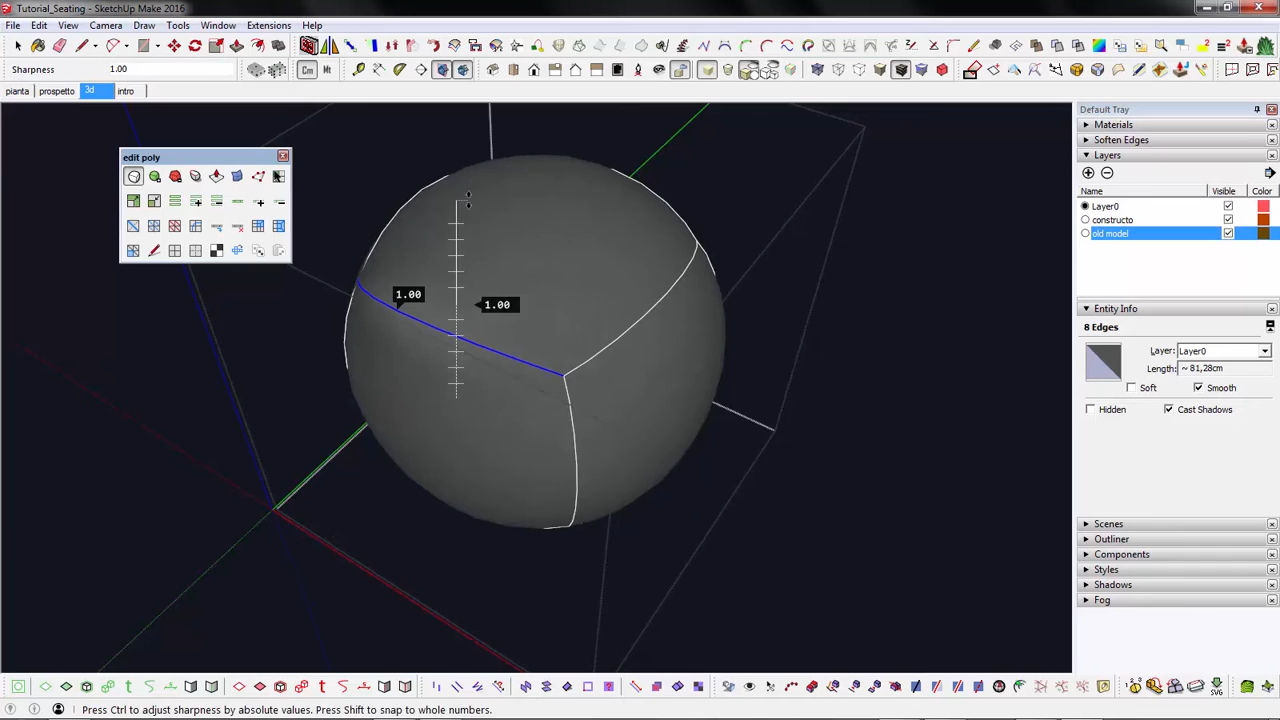 Tutorial_Seating - SketchUp Make 2016
File Edit View Camera Draw Tools Window Extensions Help
Sharpness 1.00
Cm Mt
pianta prospetto 3d intro
edit poly
1.00
1.00
Default Tray
Materials
Soften Edges
Layers
Name Visible Color
Layer0
constructo
old model
Entity Info
8 Edges
Layer: Layer0
Length: ~ 81,28cm
Soft Smooth
Hidden Cast Shadows
Scenes
Outliner
Components
Styles
Shadows
Fog
Press Ctrl to adjust sharpness by absolute values. Press Shift to snap to whole numbers.